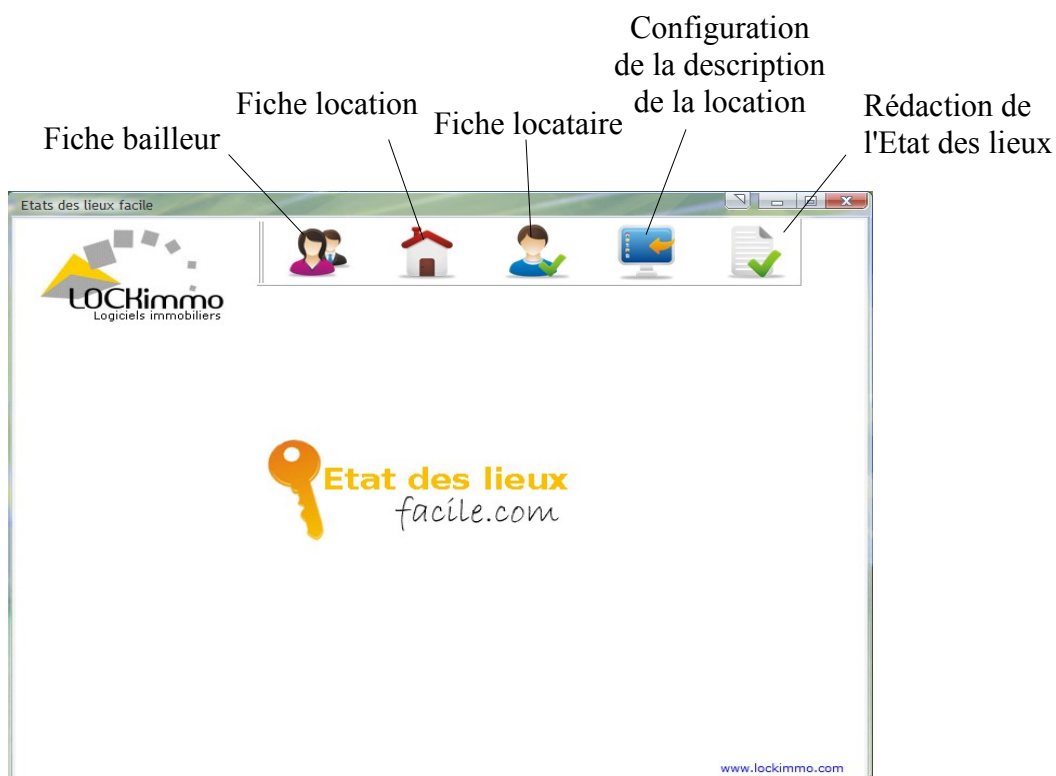 Configuration
de la description
de la location
Fiche location
Fiche locataire
Rédaction de
l'Etat des lieux
Fiche bailleur
Etats des lieux facile
LOCKimmo
Logiciels immobiliers
Etat des lieux
facile.com
www.lockimmo.com